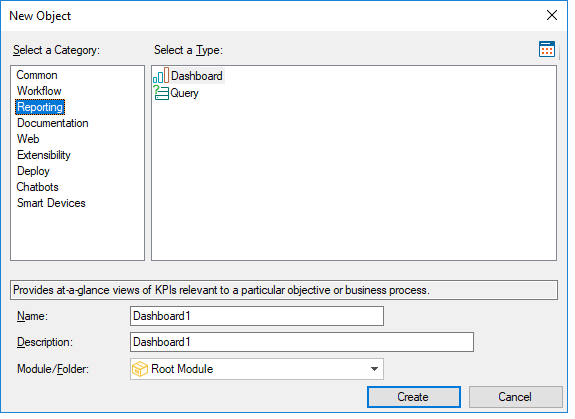 New Object
Select a Category:
Select a Type:
Common
Workflow
Reporting
Documentation
Web
Extensibility
Deploy
Chatbots
Smart Devices
Dashboard
Query
Provides at-a-glance views of KPIs relevant to a particular objective or business process.
Name: Dashboard1
Description: Dashboard1
Module/Folder: Root Module
Create Cancel